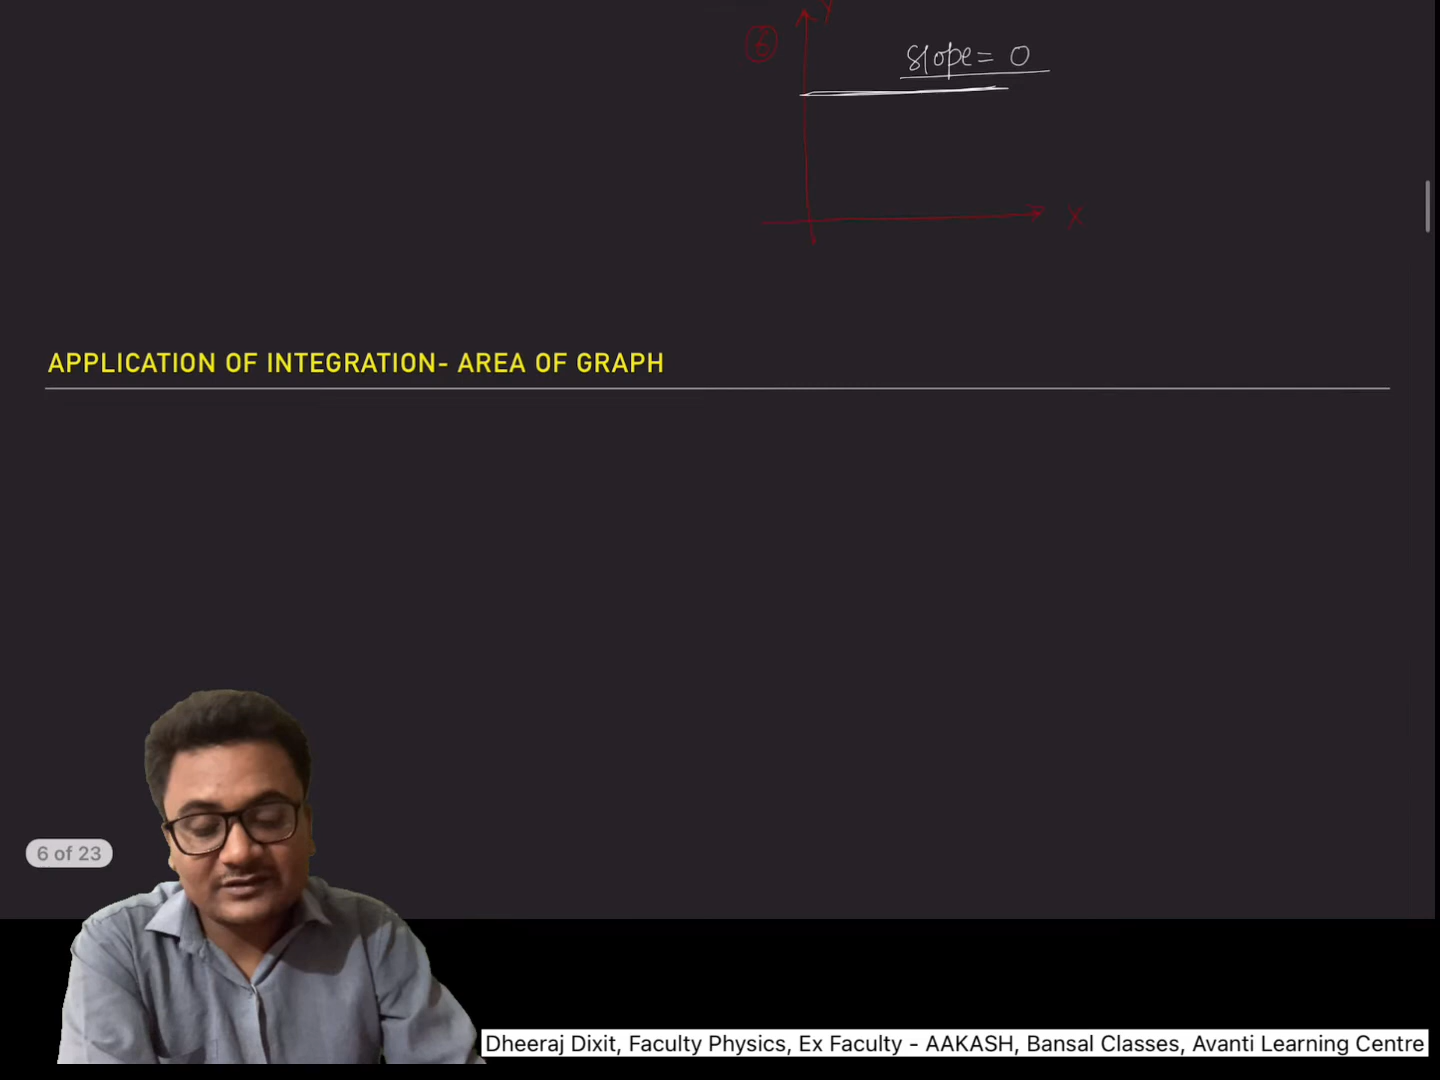 Y
6
slope = 0
X
APPLICATION OF INTEGRATION- AREA OF GRAPH
6 of 23
Dheeraj Dixit, Faculty Physics, Ex Faculty - AAKASH, Bansal Classes, Avanti Learning Centre